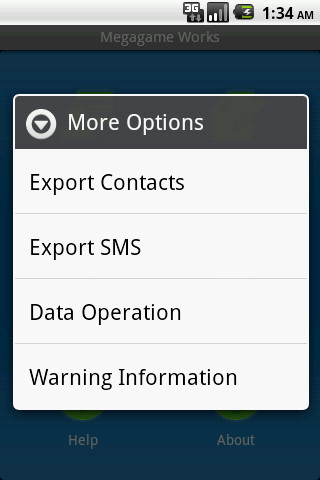 3G
1:34 AM
Megagame Works
More Options
Export Contacts
Export SMS
Data Operation
Warning Information
Help
About